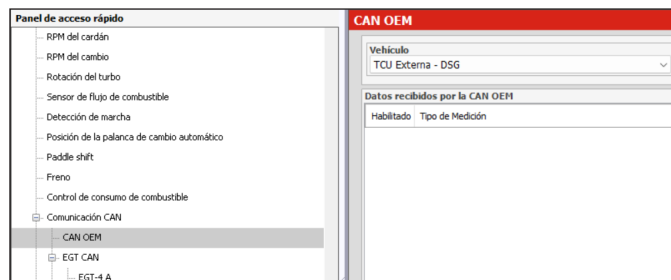 Panel de acceso rápido
RPM del cardán
RPM del cambio
Rotación del turbo
Sensor de flujo de combustible
Detección de marcha
Posición de la palanca de cambio automático
Paddle shift
Freno
Control de consumo de combustible
Comunicación CAN
CAN OEM
EGT CAN
EGT-4 A
CAN OEM
Vehículo
TCU Externa - DSG
Datos recibidos por la CAN OEM
Habilitado Tipo de Medición